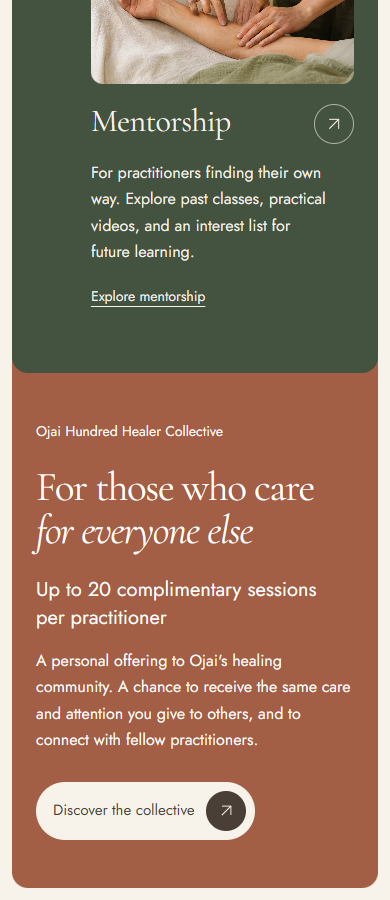 Mentorship
For practitioners finding their own
way. Explore past classes, practical
videos, and an interest list for
future learning.
Explore mentorship
Ojai Hundred Healer Collective
For those who care
for everyone else
Up to 20 complimentary sessions
per practitioner
A personal offering to Ojai's healing
community. A chance to receive the same care
and attention you give to others, and to
connect with fellow practitioners.
Discover the collective